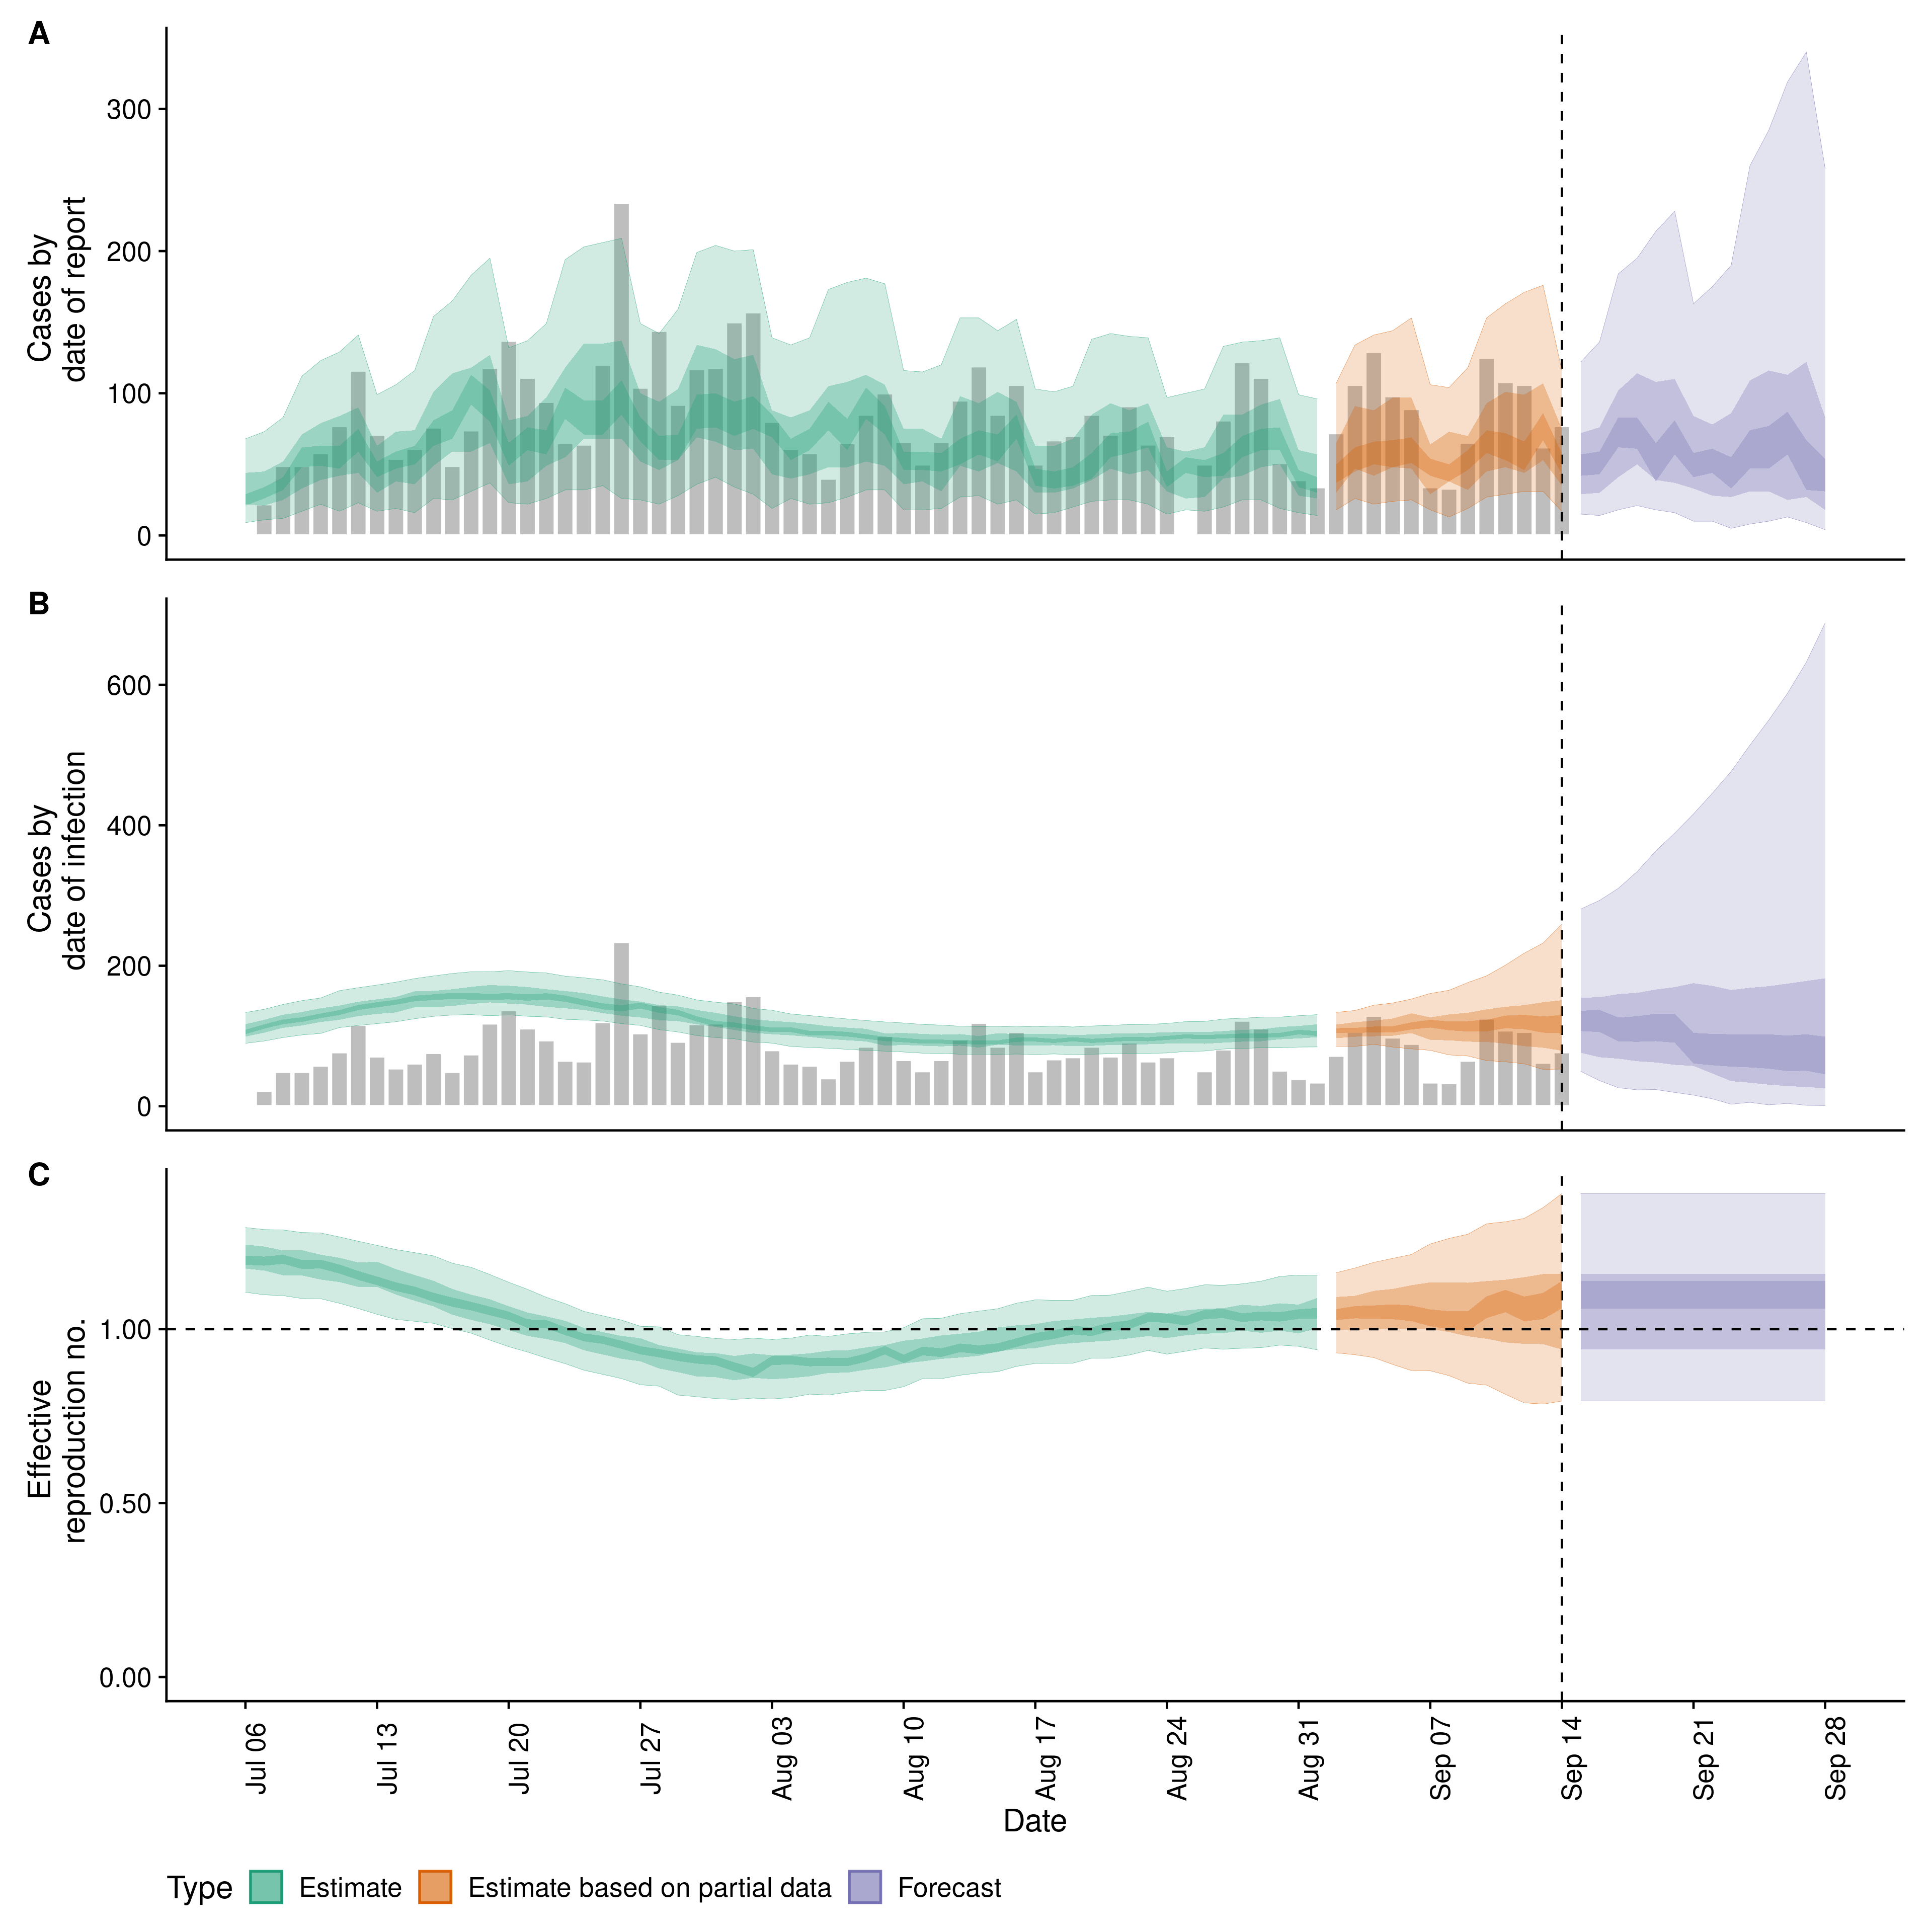 A
Cases by
date of report
300
200
100
0
B
Cases by
date of infection
600
400
200
0
C
Effective
reproduction no.
1.00
0.50
0.00
Jul 06
Jul 13
Jul 20
Jul 27
Aug 03
Aug 10
Aug 17
Aug 24
Aug 31
Sep 07
Sep 14
Sep 21
Sep 28
Date
Type
Estimate
Estimate based on partial data
Forecast